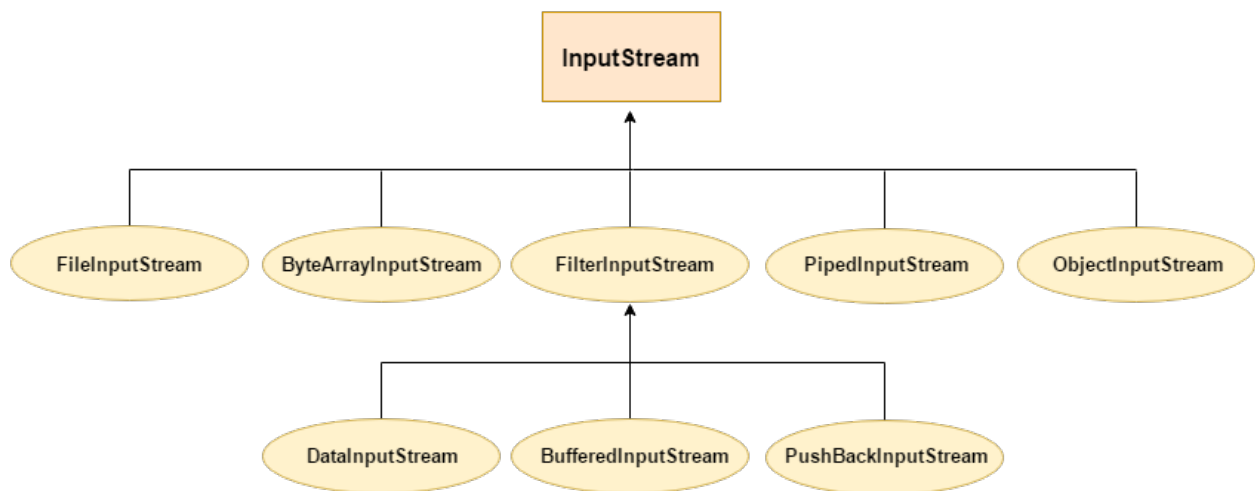 InputStream
FileInputStream
ByteArrayInputStream
FilterInputStream
PipedInputStream
ObjectInputStream
DataInputStream
BufferedInputStream
PushBackInputStream